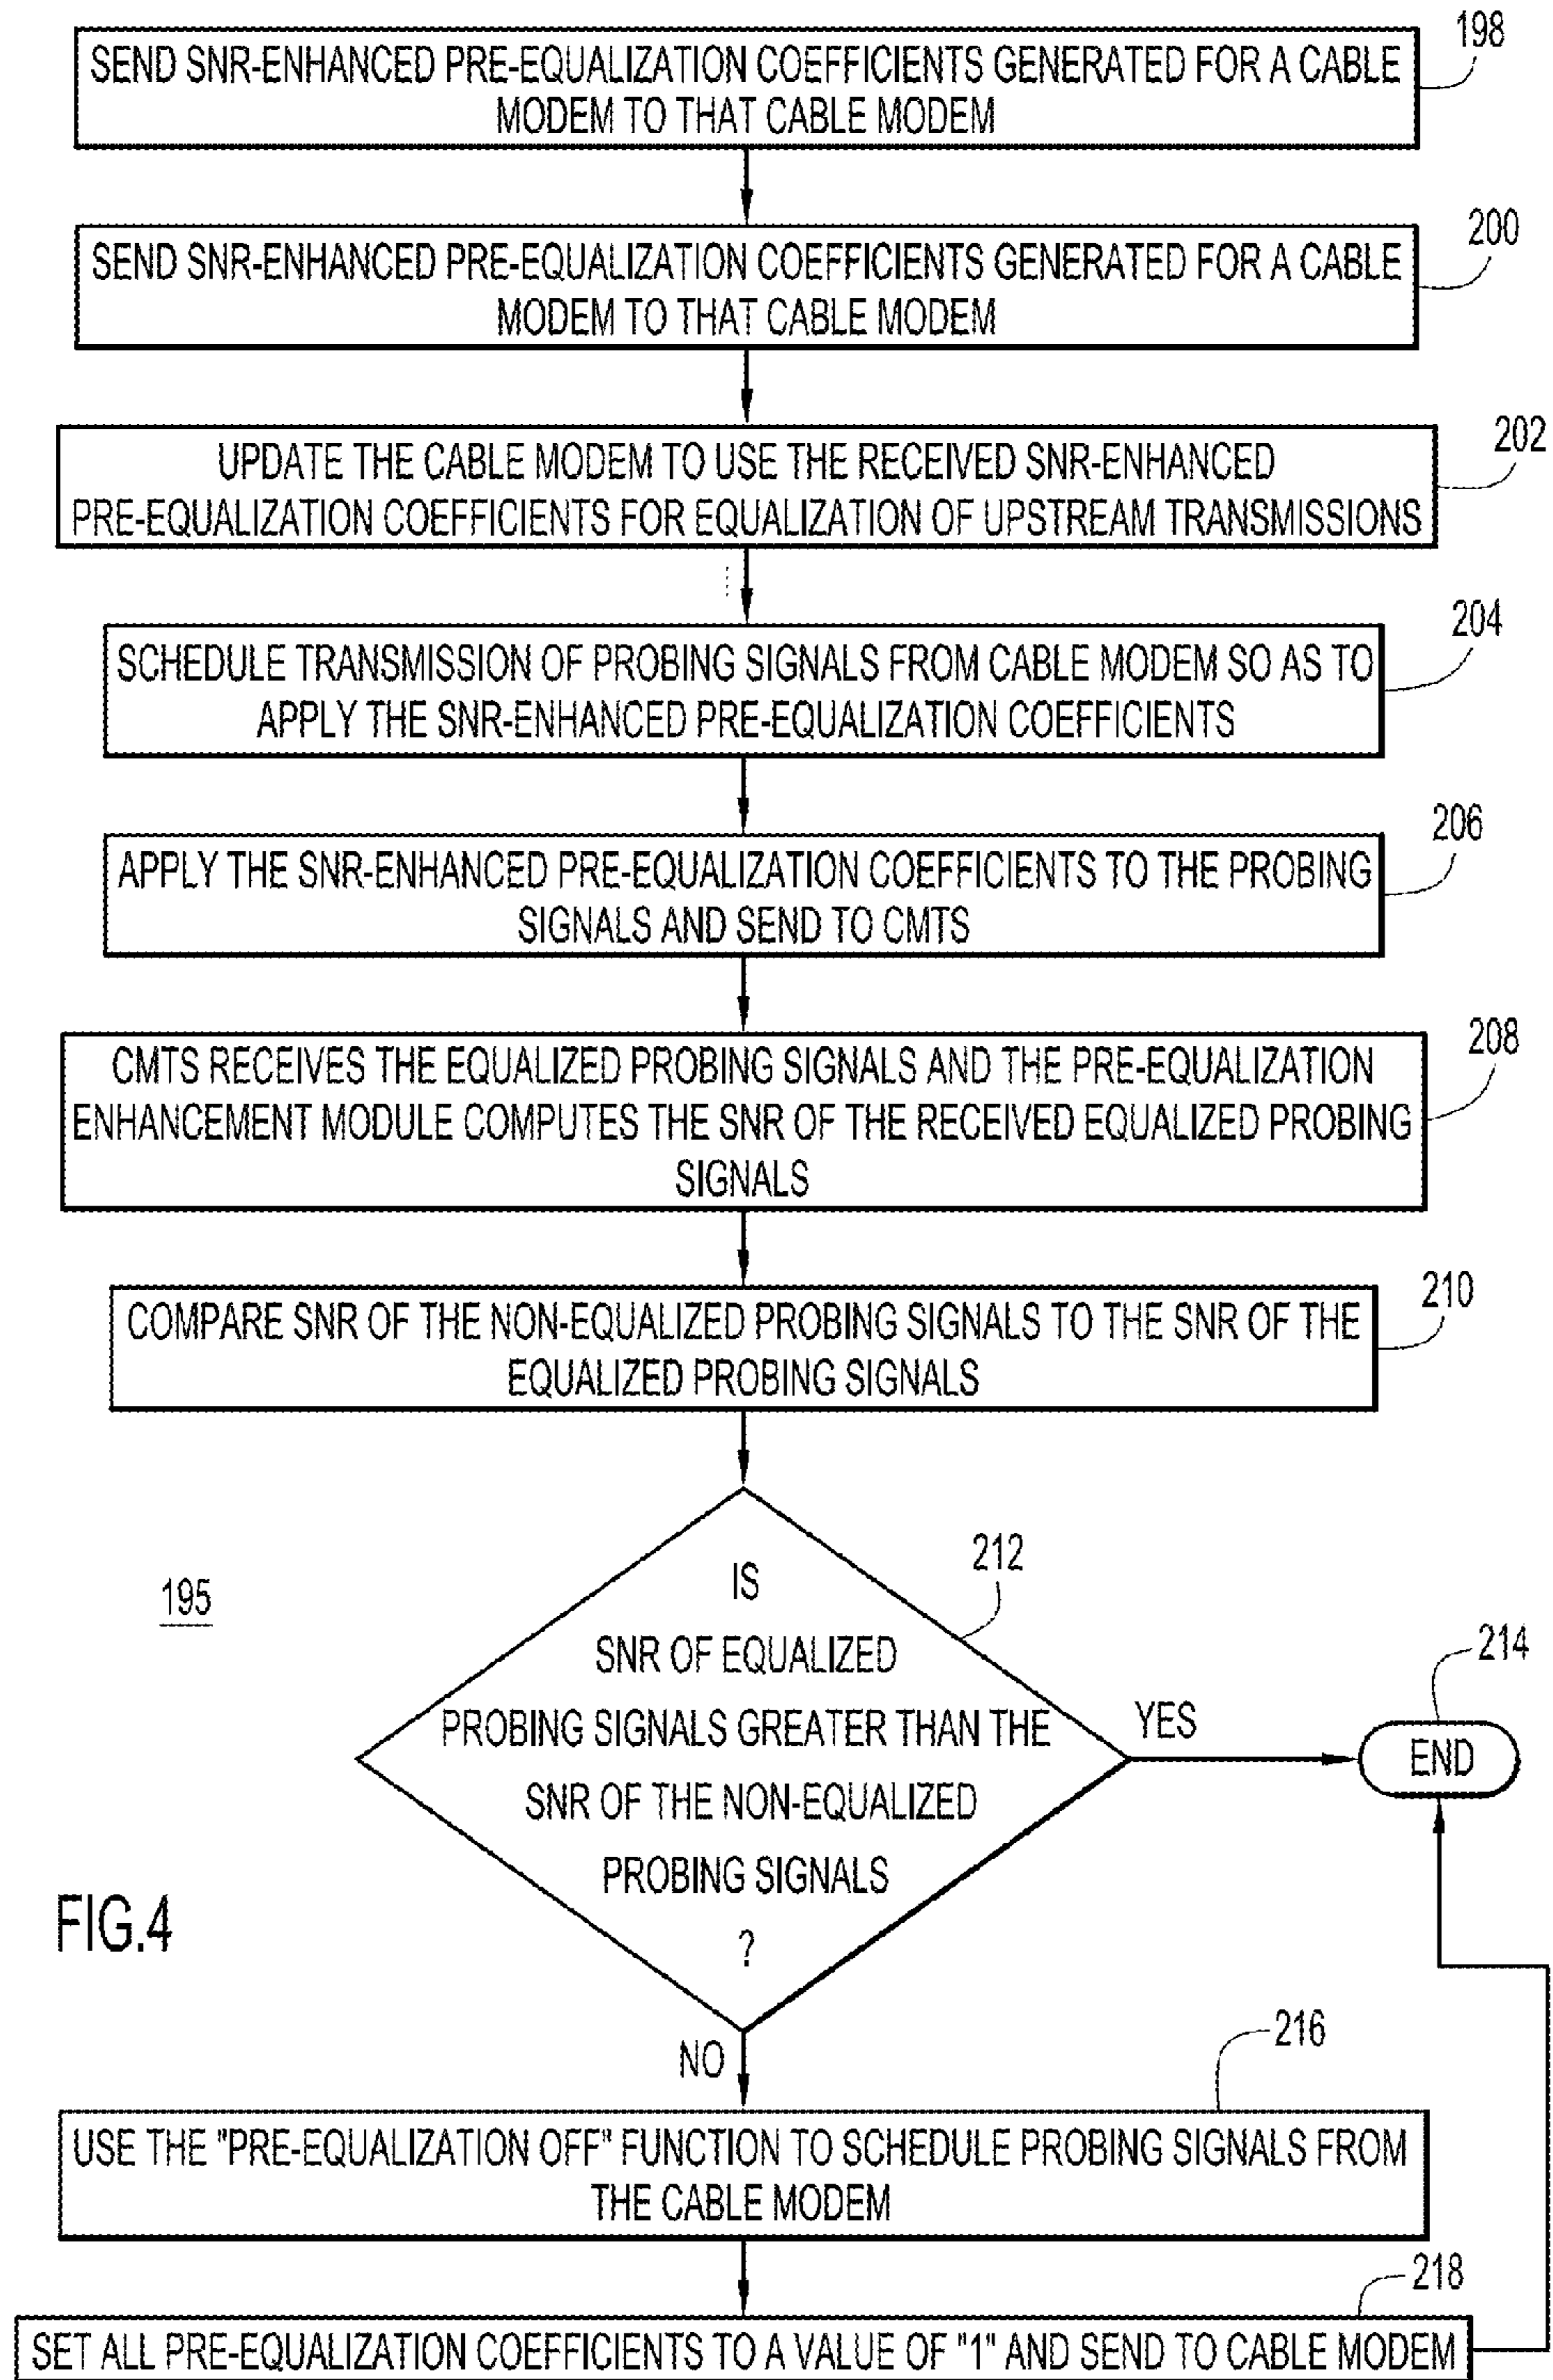 198
SEND SNR-ENHANCED PRE-EQUALIZATION COEFFICIENTS GENERATED FOR A CABLE
MODEM TO THAT CABLE MODEM
200
SEND SNR-ENHANCED PRE-EQUALIZATION COEFFICIENTS GENERATED FOR A CABLE
MODEM TO THAT CABLE MODEM
202
UPDATE THE CABLE MODEM TO USE THE RECEIVED SNR-ENHANCED
PRE-EQUALIZATION COEFFICIENTS FOR EQUALIZATION OF UPSTREAM TRANSMISSIONS
204
SCHEDULE TRANSMISSION OF PROBING SIGNALS FROM CABLE MODEM SO AS TO
APPLY THE SNR-ENHANCED PRE-EQUALIZATION COEFFICIENTS
206
APPLY THE SNR-ENHANCED PRE-EQUALIZATION COEFFICIENTS TO THE PROBING
SIGNALS AND SEND TO CMTS
208
CMTS RECEIVES THE EQUALIZED PROBING SIGNALS AND THE PRE-EQUALIZATION
ENHANCEMENT MODULE COMPUTES THE SNR OF THE RECEIVED EQUALIZED PROBING
SIGNALS
210
COMPARE SNR OF THE NON-EQUALIZED PROBING SIGNALS TO THE SNR OF THE
EQUALIZED PROBING SIGNALS
212
195
IS
SNR OF EQUALIZED
PROBING SIGNALS GREATER THAN THE
SNR OF THE NON-EQUALIZED
PROBING SIGNALS
?
YES
214
END
FIG.4
NO
216
USE THE "PRE-EQUALIZATION OFF" FUNCTION TO SCHEDULE PROBING SIGNALS FROM
THE CABLE MODEM
218
SET ALL PRE-EQUALIZATION COEFFICIENTS TO A VALUE OF "1" AND SEND TO CABLE MODEM